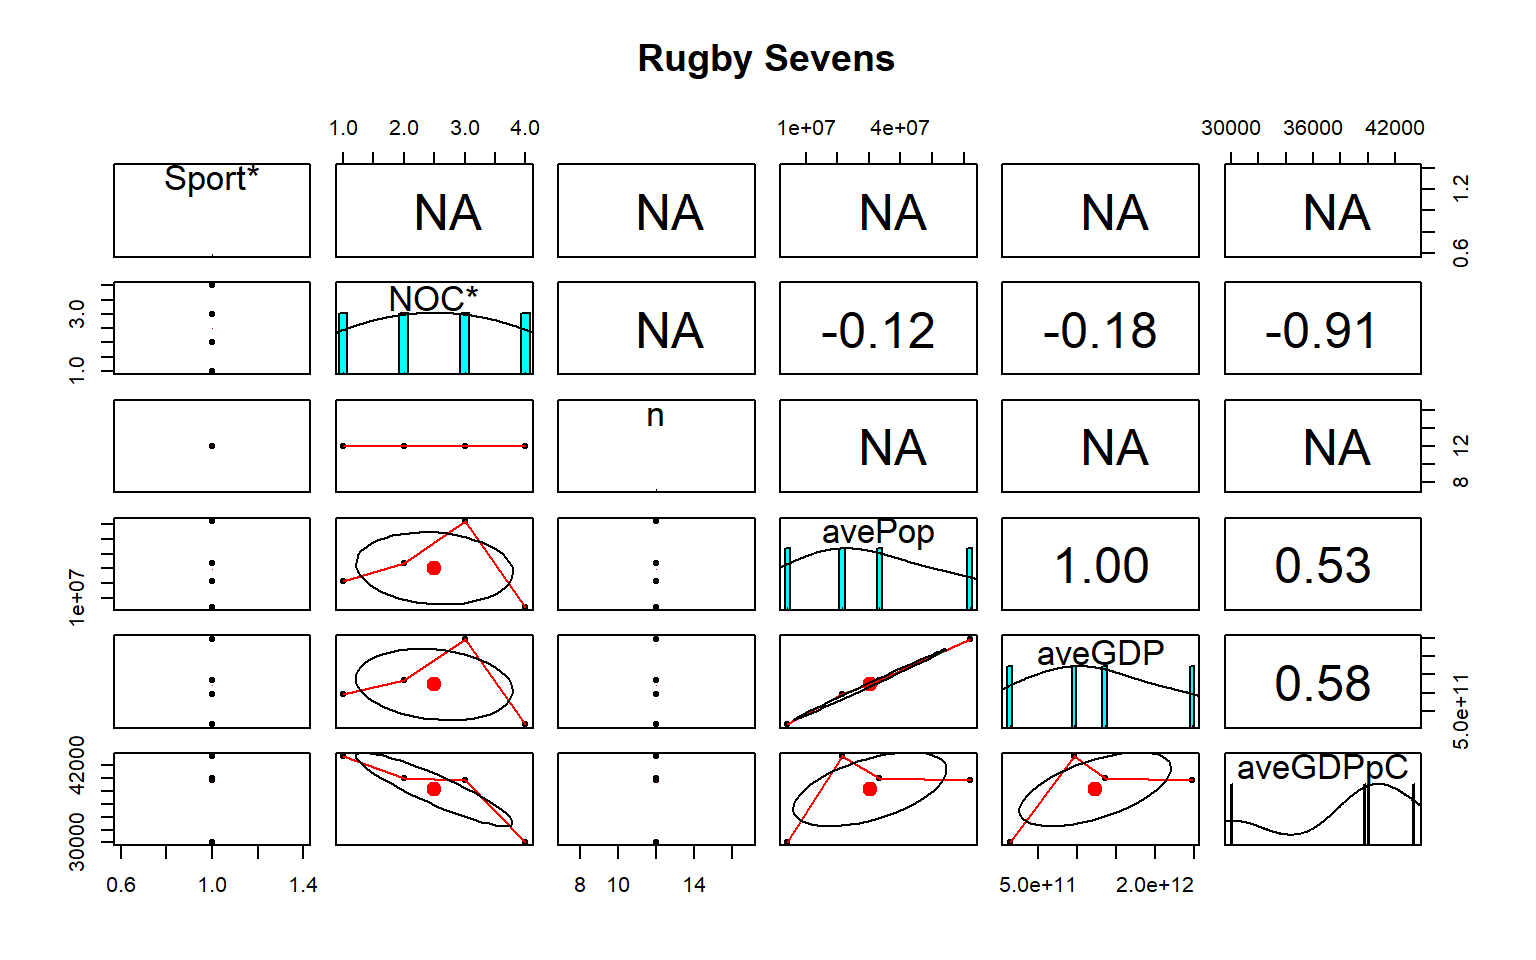 Rugby Sevens
1.0 2.0 3.0 4.0 1e+07 4e+07 30000 36000 42000
Sport* NA NA NA NA NA 0.6 1.2
1.0 3.0 NOC* NA -0.12 -0.18 -0.91
n NA NA NA 8 12
1e+07 avePop 1.00 0.53
aveGDP 0.58 5.0e+11
30000 42000 aveGDPpC
0.6 1.0 1.4 8 10 14 5.0e+11 2.0e+12